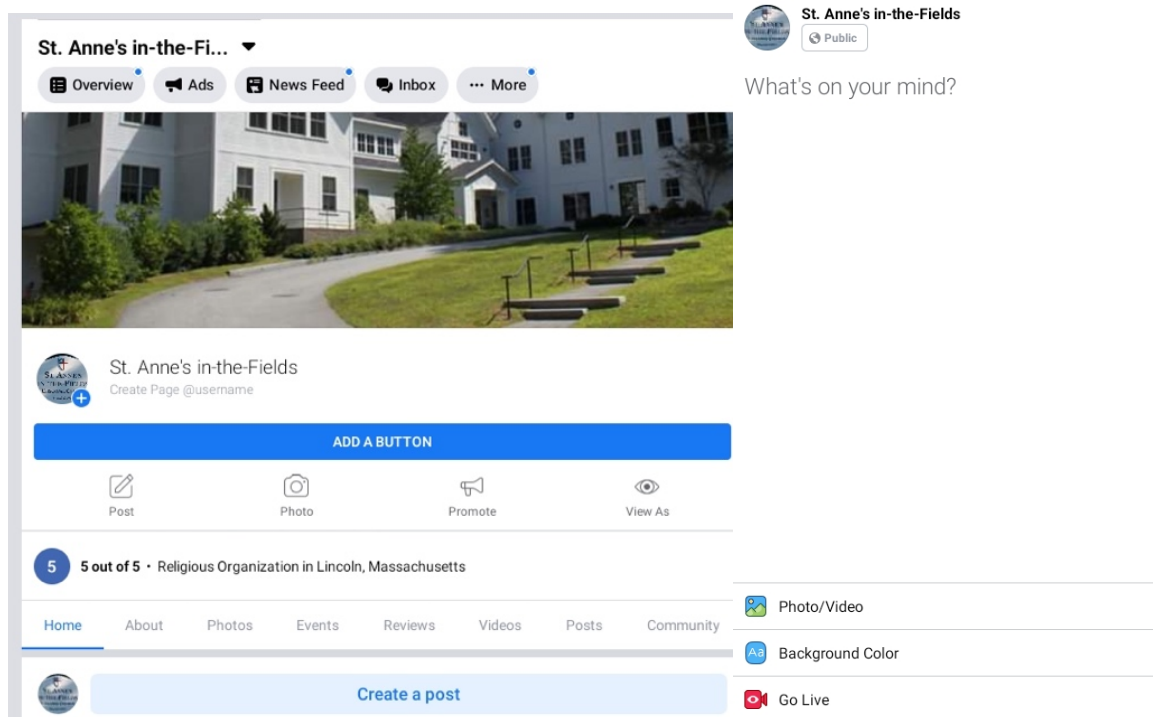 St. Anne's in-the-Fi...
Overview Ads News Feed Inbox ... More
St. Anne's in-the-Fields
Create Page @username
ADD A BUTTON
Post Photo Promote View As
5 5 out of 5 · Religious Organization in Lincoln, Massachusetts
Home About Photos Events Reviews Videos Posts Community
Create a post
St. Anne's in-the-Fields
Public
What's on your mind?
Photo/Video
Aa Background Color
Go Live